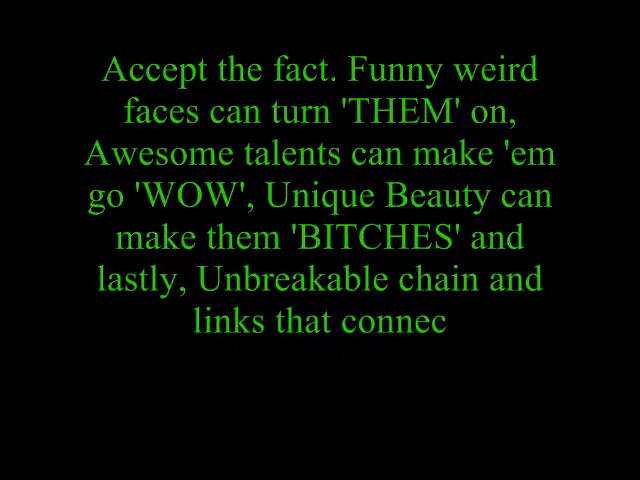 Accept the fact. Funny weird
faces can turn 'THEM' on,
Awesome talents can make 'em
go 'WOW', Unique Beauty can
make them 'BITCHES' and
lastly, Unbreakable chain and
links that connec